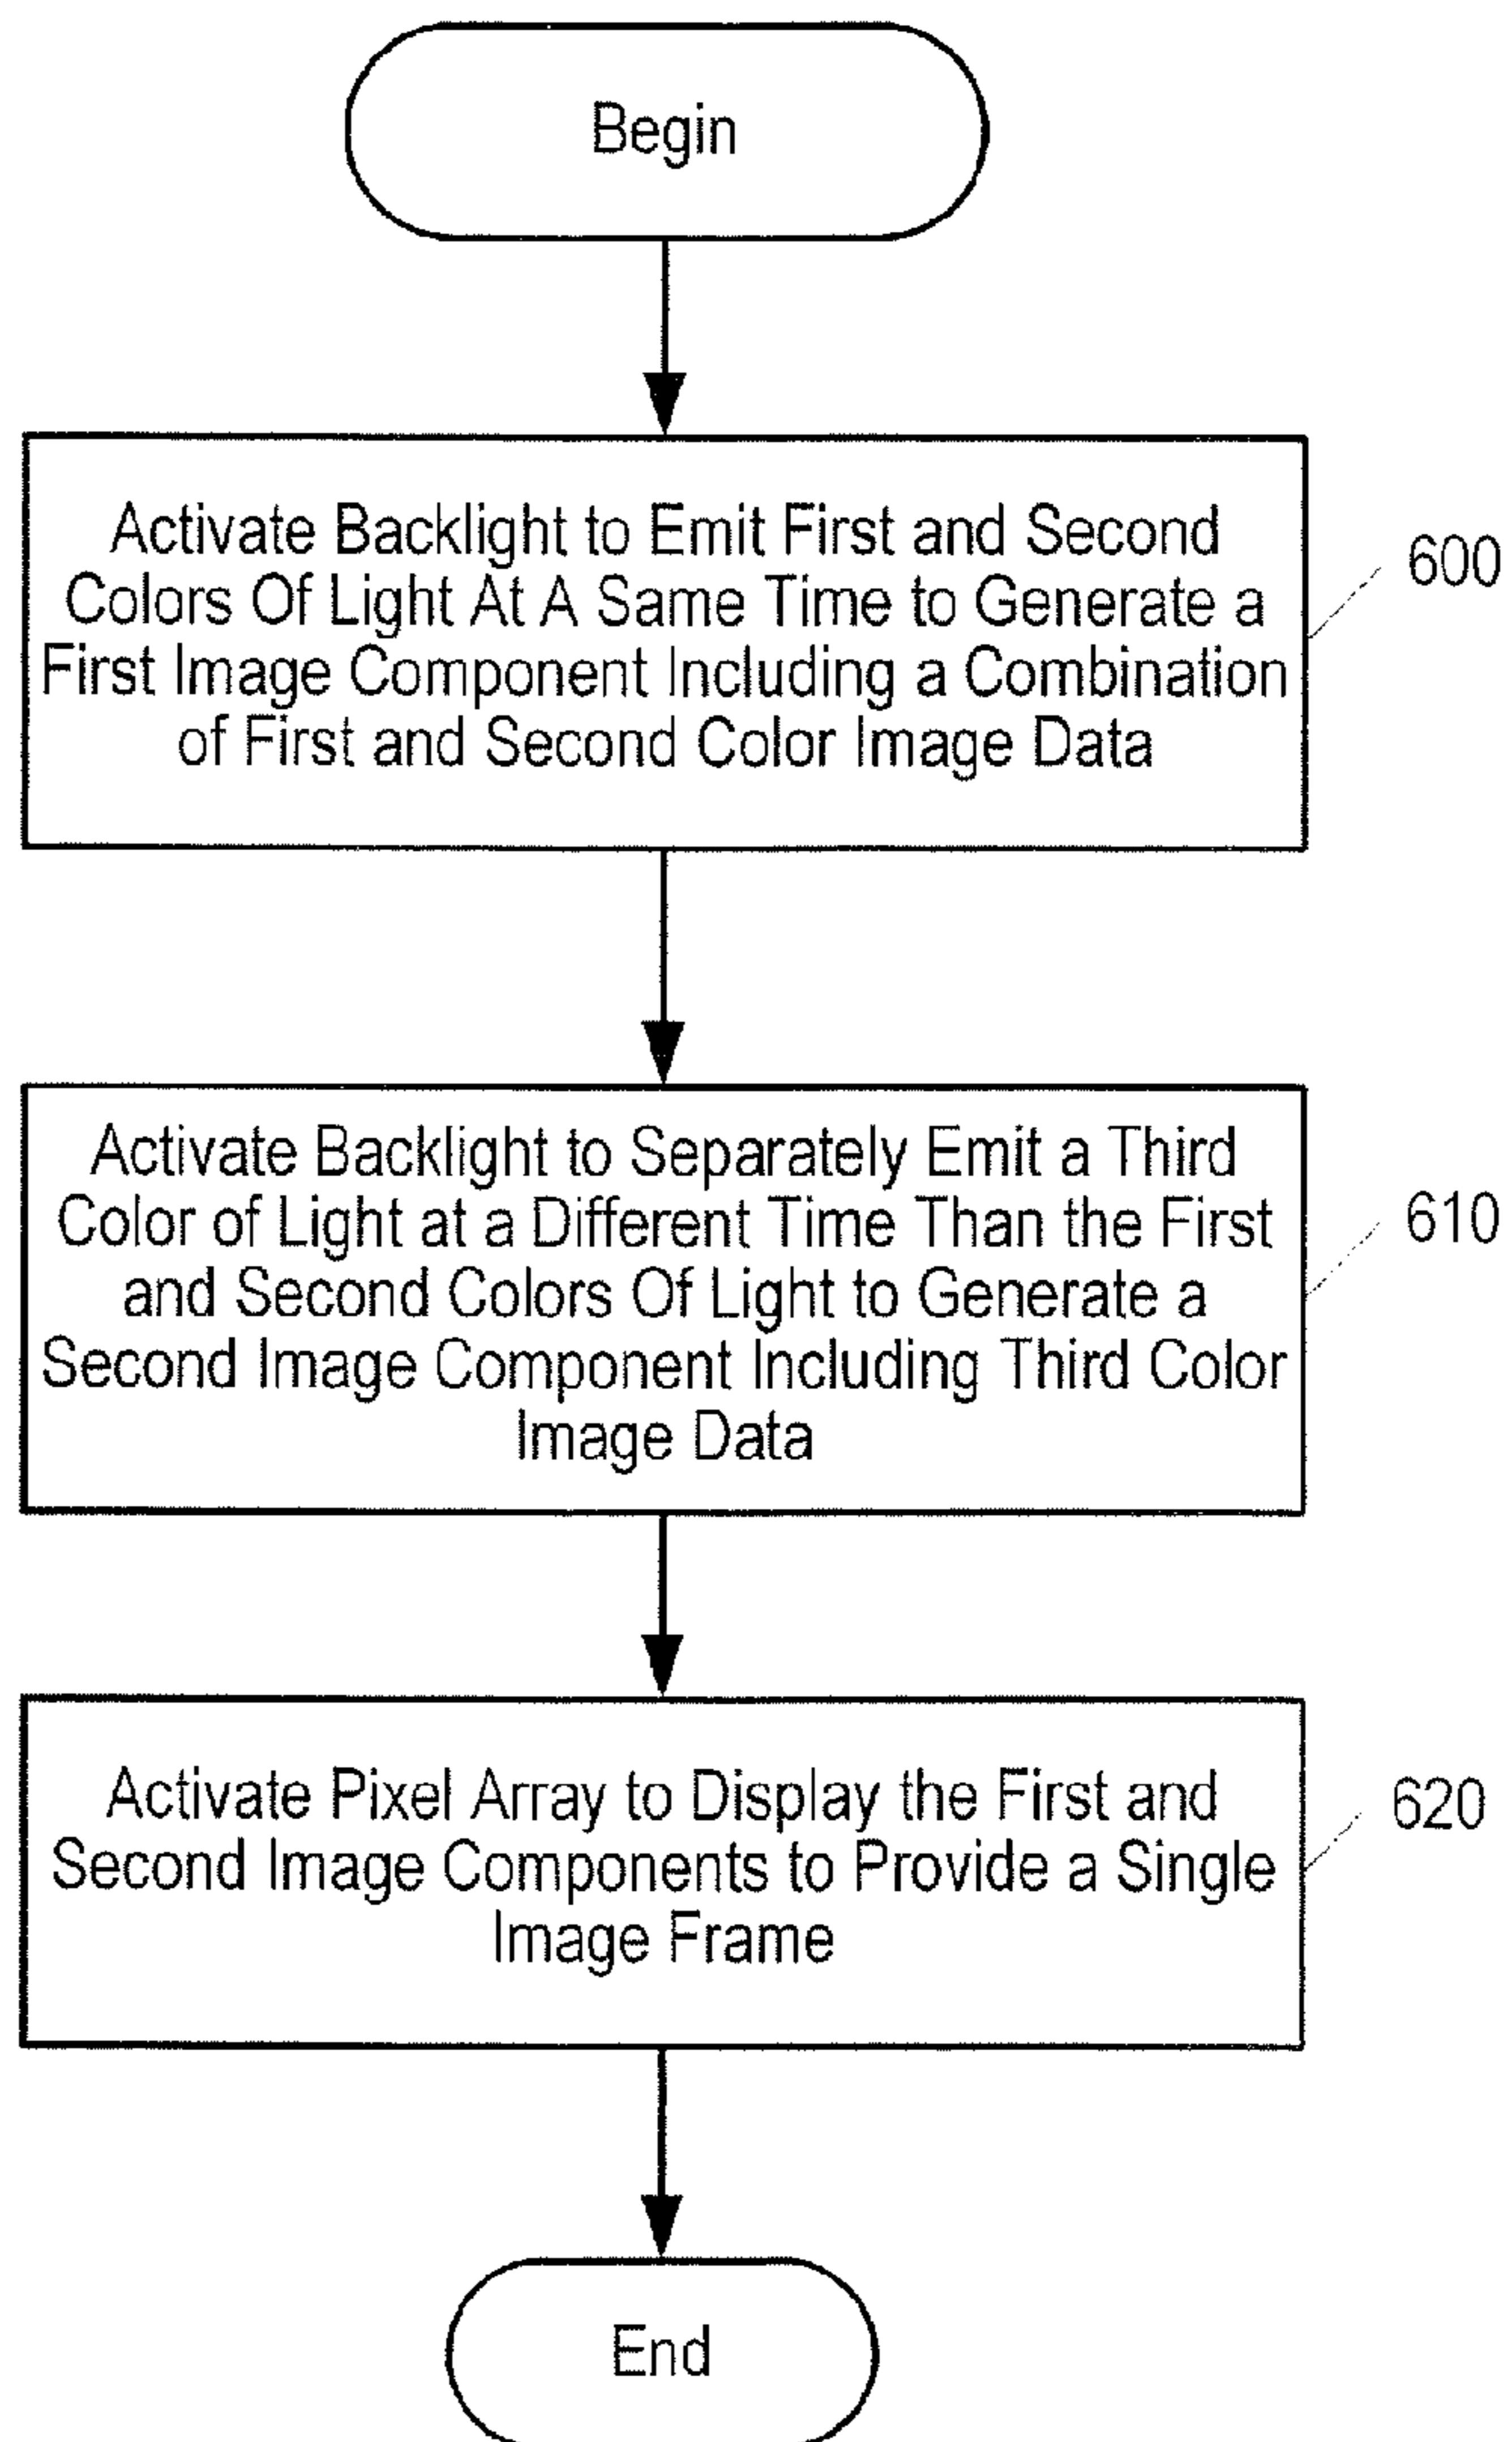 Begin
Activate Backlight to Emit First and Second
Colors Of Light At A Same Time to Generate a
First Image Component Including a Combination
of First and Second Color Image Data
600
Activate Backlight to Separately Emit a Third
Color of Light at a Different Time Than the First
and Second Colors Of Light to Generate a
Second Image Component Including Third Color
Image Data
610
Activate Pixel Array to Display the First and
Second Image Components to Provide a Single
Image Frame
620
End